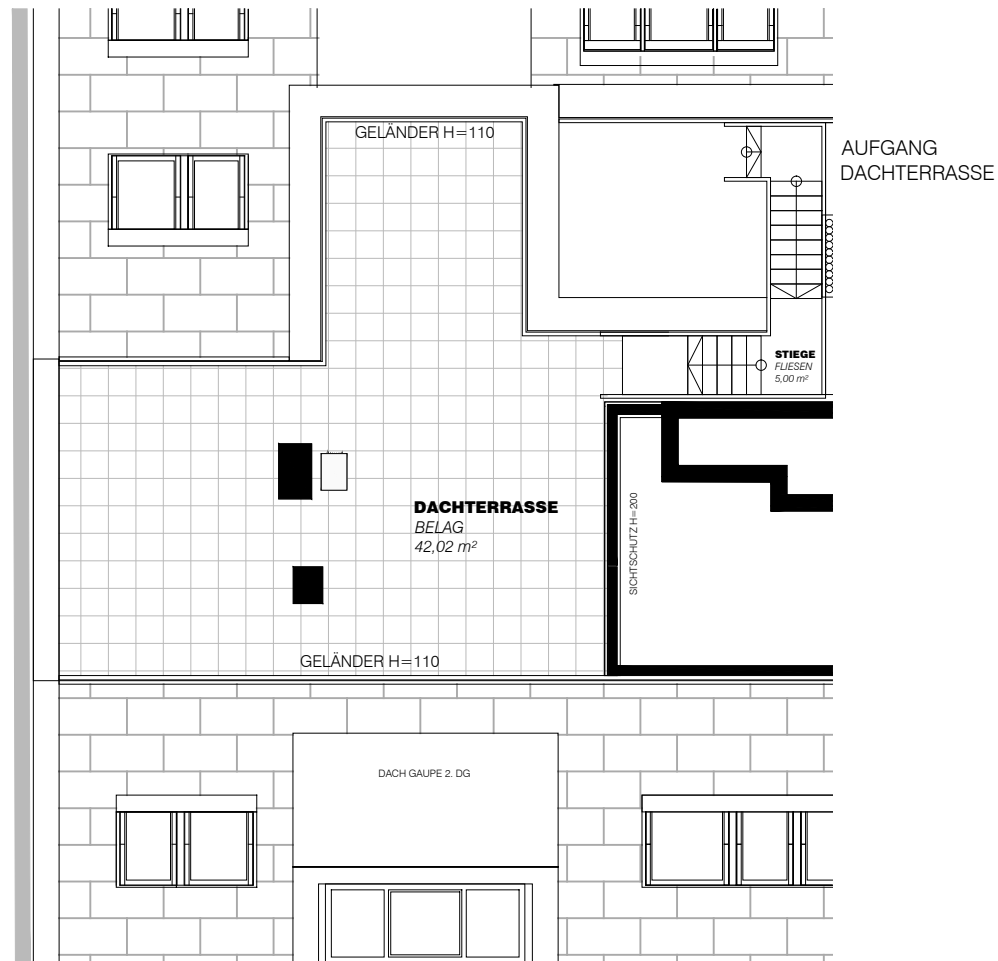 GELÄNDER H=110
AUFGANG
DACHTERRASSE
STIEGE
FLIESEN
5,00 m²
DACHTERRASSE
BELAG
42,02 m²
SICHTSCHUTZ H=200
GELÄNDER H=110
DACH GAUPE 2. DG